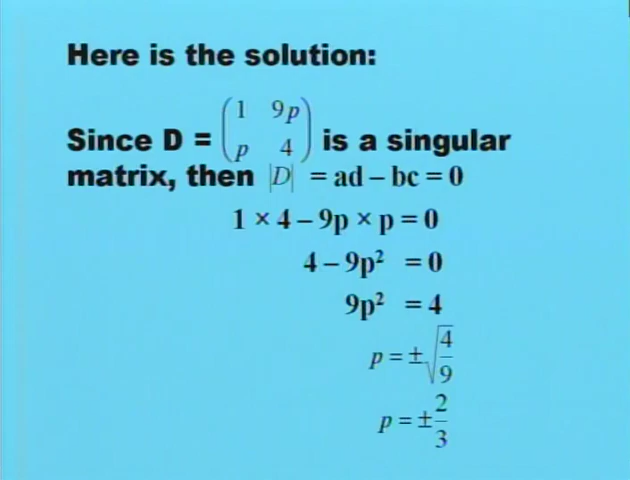 Here is the solution:
Since D = (1 9p
p 4) is a singular
matrix, then |D| = ad – bc = 0
1 × 4 – 9p × p = 0
4 – 9p² = 0
9p² = 4
p = ±√(4/9)
p = ±2/3